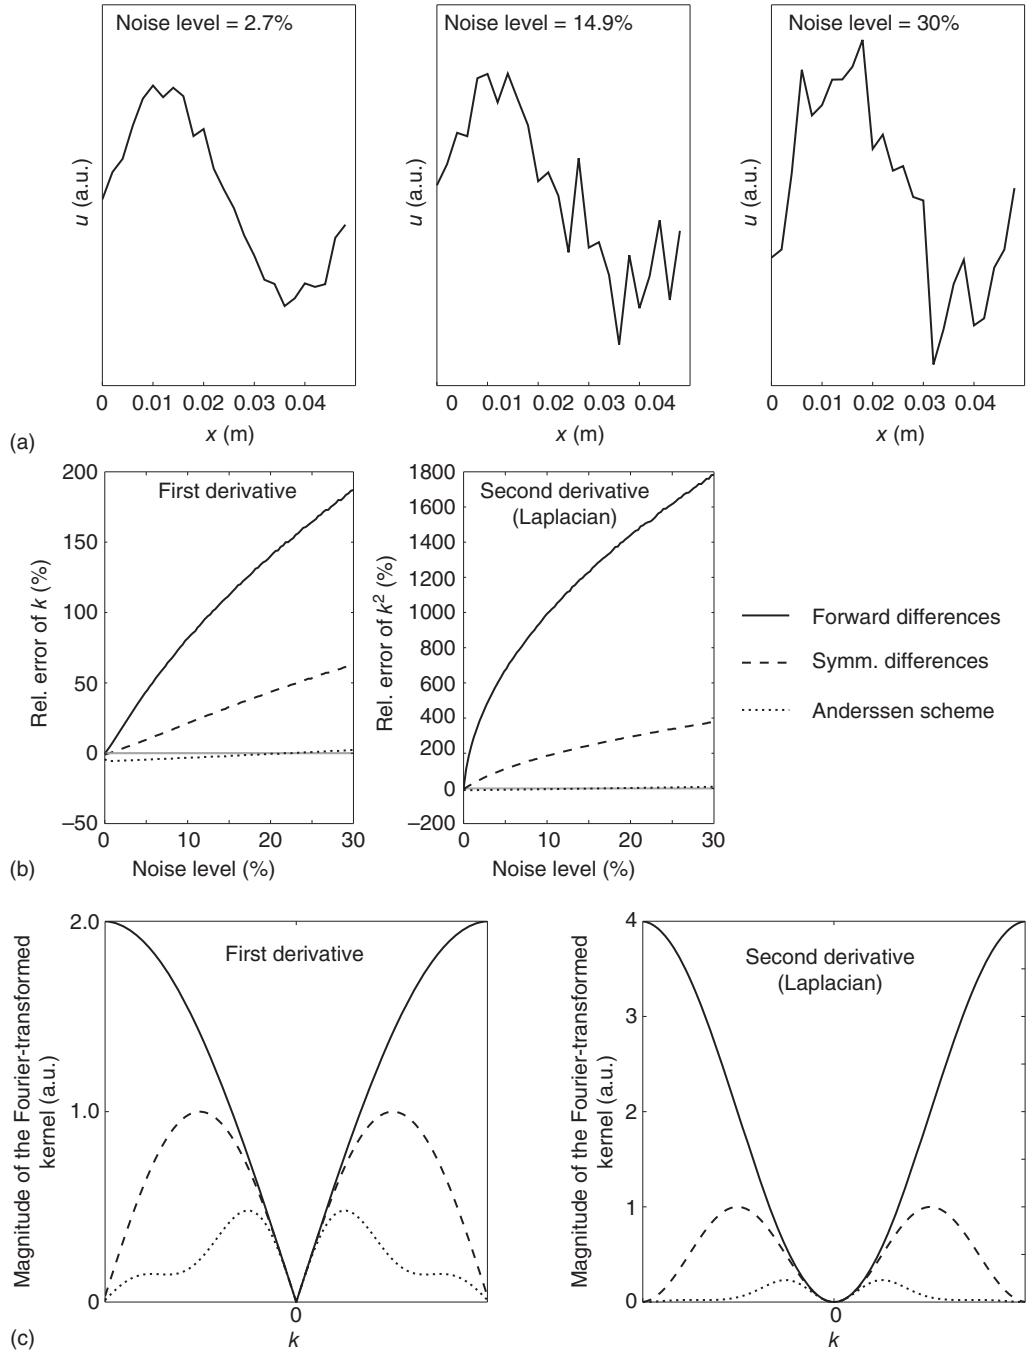 Noise level = 2.7%
Noise level = 14.9%
Noise level = 30%
u (a.u.)
u (a.u.)
u (a.u.)
0 0.01 0.02 0.03 0.04
0 0.01 0.02 0.03 0.04
0 0.01 0.02 0.03 0.04
x (m)
x (m)
x (m)
(a)
First derivative
Rel. error of k (%)
200
150
100
50
0
–50
0 10 20 30
Noise level (%)
Second derivative
(Laplacian)
Rel. error of k² (%)
1800
1600
1400
1200
1000
800
600
400
200
0
–200
0 10 20 30
Noise level (%)
Forward differences
Symm. differences
Anderssen scheme
(b)
First derivative
Magnitude of the Fourier-transformed
kernel (a.u.)
2.0
1.0
0
0
k
Second derivative
(Laplacian)
Magnitude of the Fourier-transformed
kernel (a.u.)
4
3
2
1
0
0
k
(c)